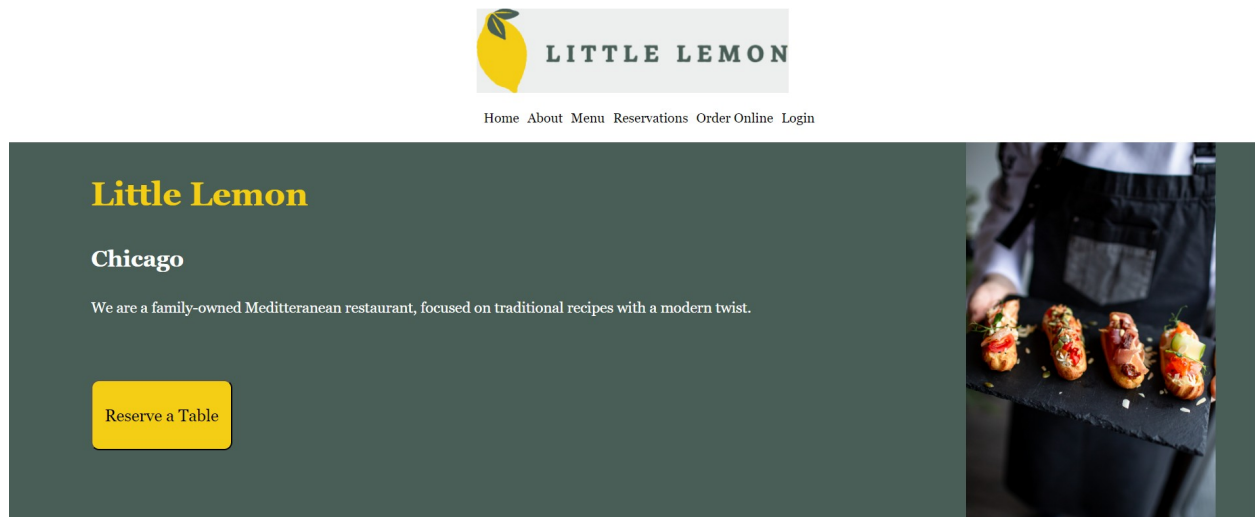 LITTLE LEMON
Home About Menu Reservations Order Online Login
Little Lemon
Chicago
We are a family-owned Meditteranean restaurant, focused on traditional recipes with a modern twist.
Reserve a Table